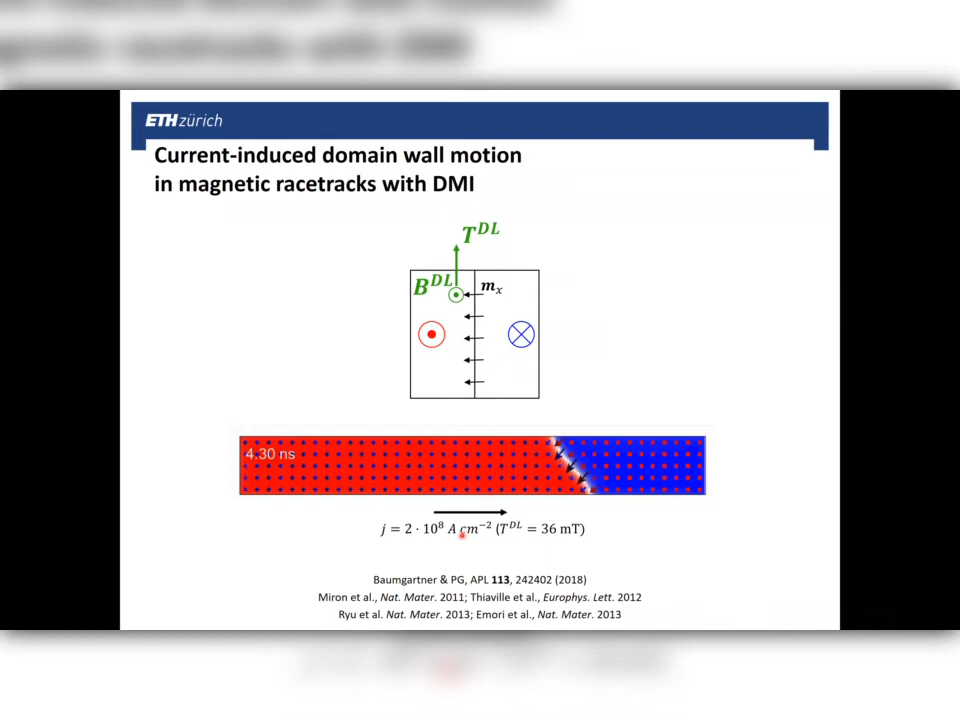 ETH zürich
Current-induced domain wall motion
in magnetic racetracks with DMI
T^DL
B^DL
m_x
4.30 ns
j = 2 · 10^8 A cm^−2 (T^DL = 36 mT)
Baumgartner & PG, APL 113, 242402 (2018)
Miron et al., Nat. Mater. 2011; Thiaville et al., Europhys. Lett. 2012
Ryu et al. Nat. Mater. 2013; Emori et al., Nat. Mater. 2013